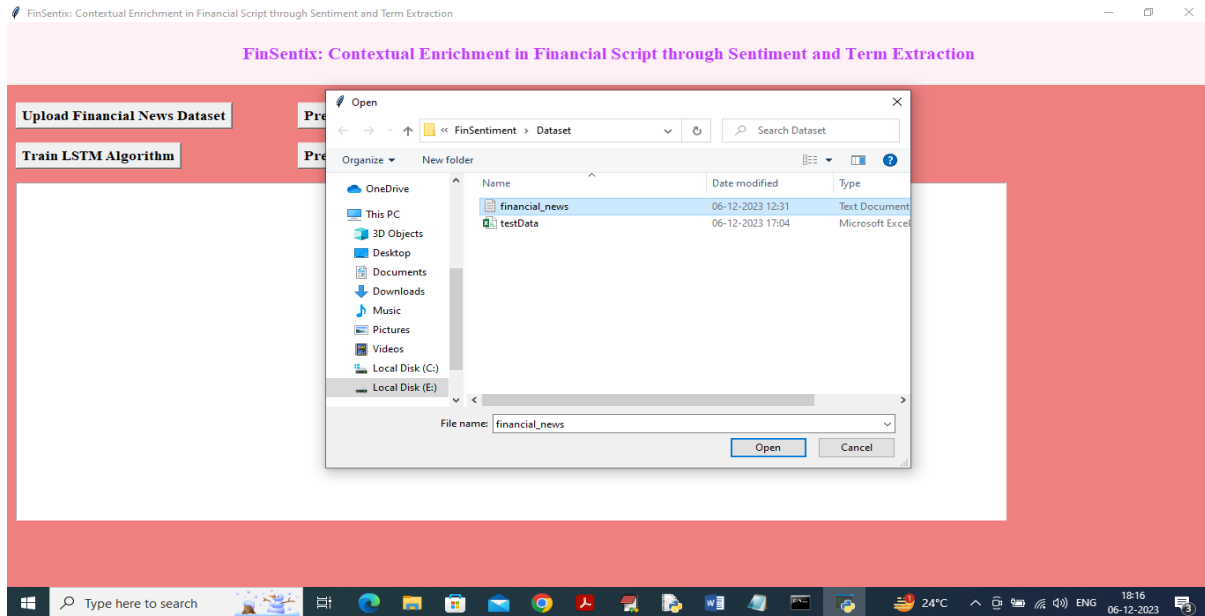 FinSentix: Contextual Enrichment in Financial Script through Sentiment and Term Extraction
FinSentix: Contextual Enrichment in Financial Script through Sentiment and Term Extraction
Upload Financial News Dataset
Pre
Train LSTM Algorithm
Pre
Open
« FinSentiment › Dataset
Search Dataset
Organize
New folder
OneDrive
This PC
3D Objects
Desktop
Documents
Downloads
Music
Pictures
Videos
Local Disk (C:)
Local Disk (E:)
Name Date modified Type
financial_news 06-12-2023 12:31 Text Document
testData 06-12-2023 17:04 Microsoft Excel
File name: financial_news
Open Cancel
Type here to search
24°C
ENG
18:16
06-12-2023
3